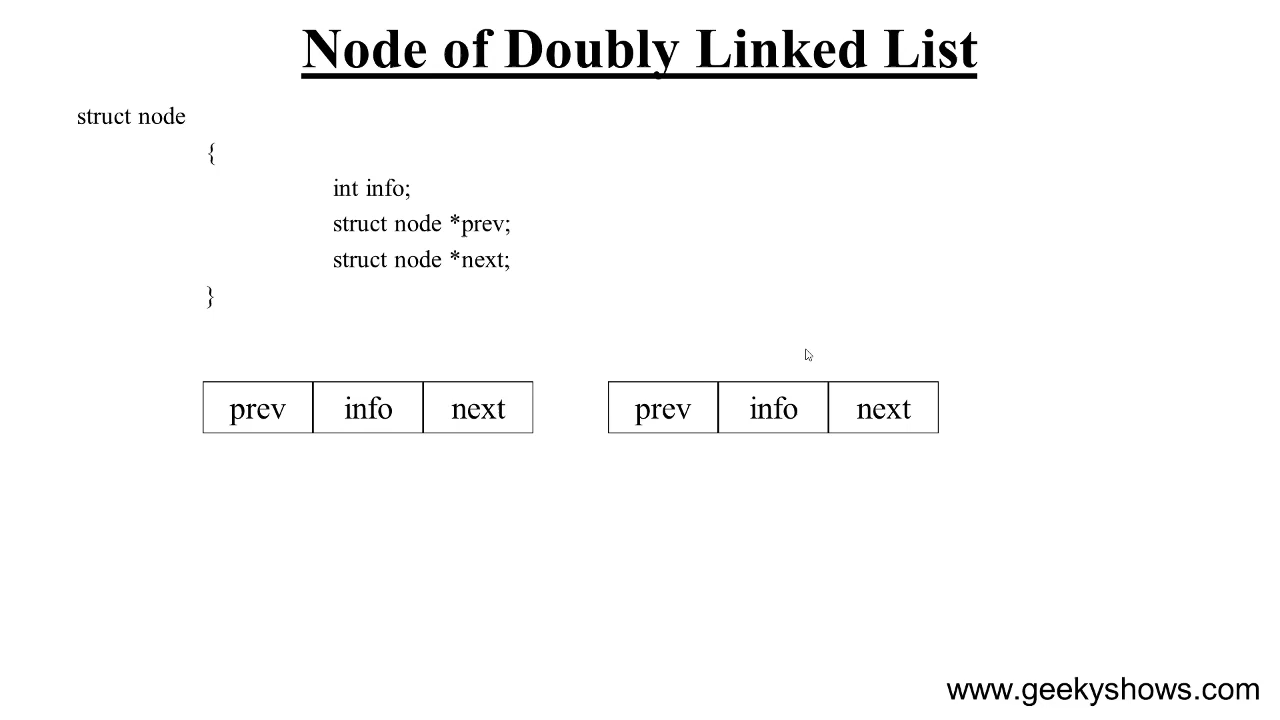 Node of Doubly Linked List
struct node
{
int info;
struct node *prev;
struct node *next;
}
prev info next prev info next
www.geekyshows.com